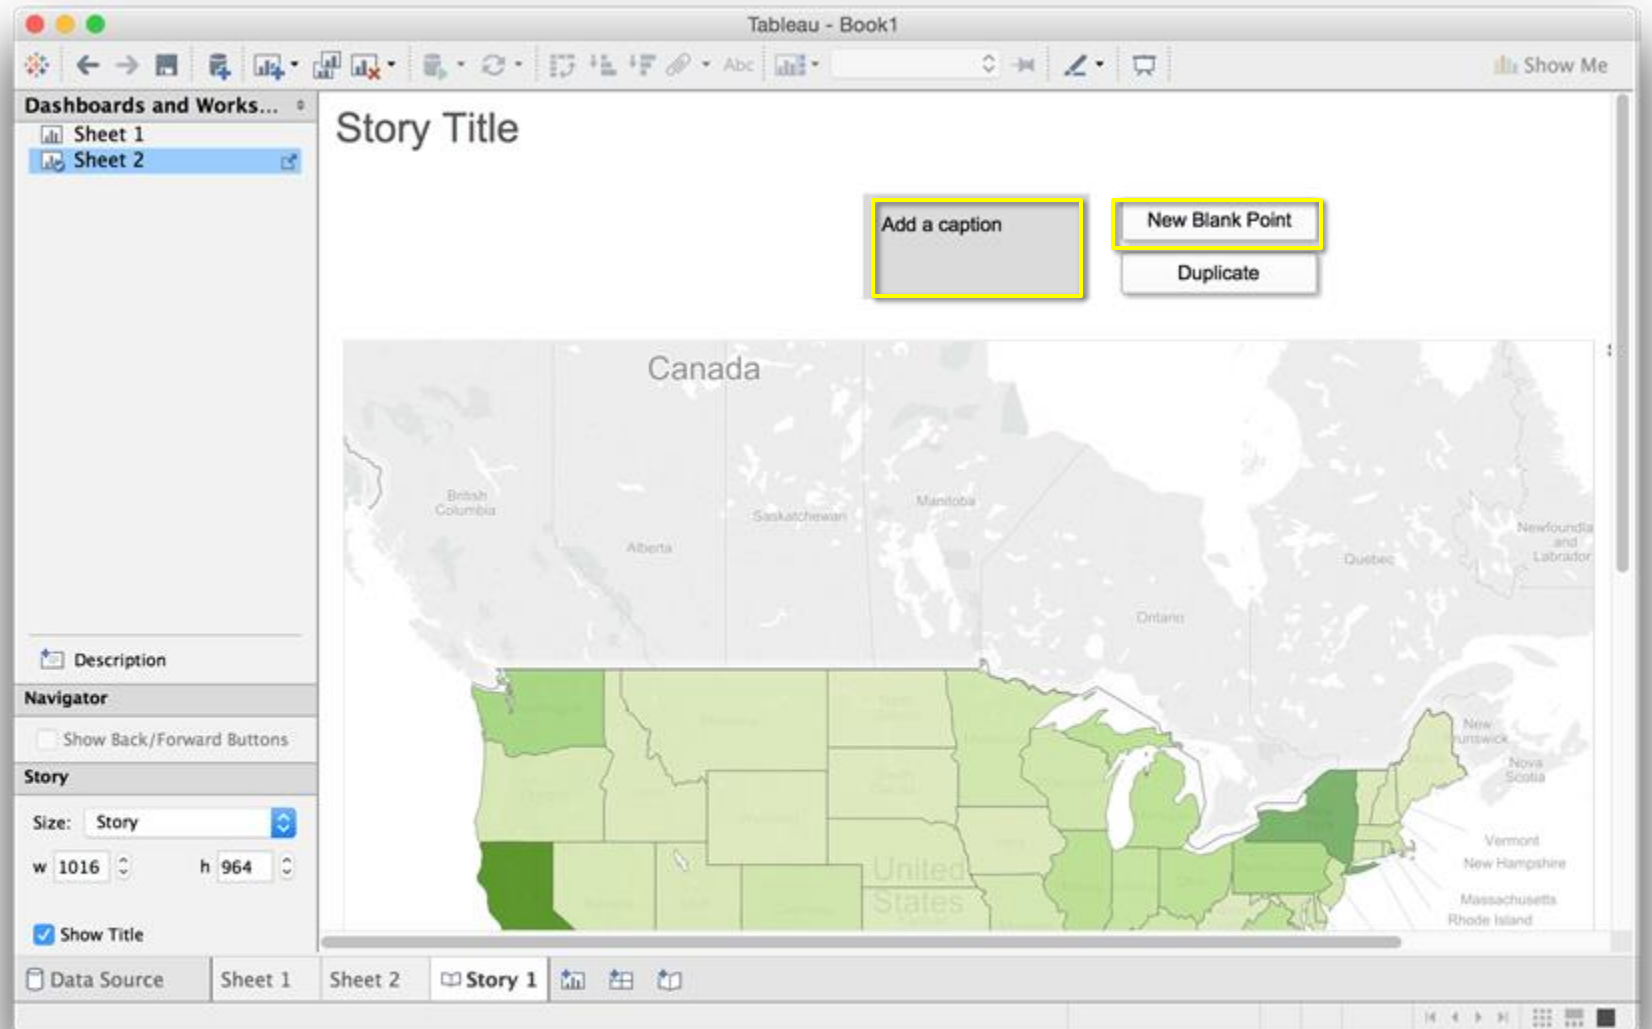 Tableau - Book1
Abc
Show Me
Dashboards and Works...
Sheet 1
Sheet 2
Story Title
Add a caption
New Blank Point
Duplicate
Canada
British
Columbia
Alberta
Saskatchewan
Manitoba
Ontario
Quebec
Newfoundla
and
Labrador
New
runswick
Nova
Scotia
United
States
Vermont
New Hampshire
Massachusetts
Rhode Island
Description
Navigator
Show Back/Forward Buttons
Story
Size: Story
w 1016 h 964
Show Title
Data Source Sheet 1 Sheet 2 Story 1